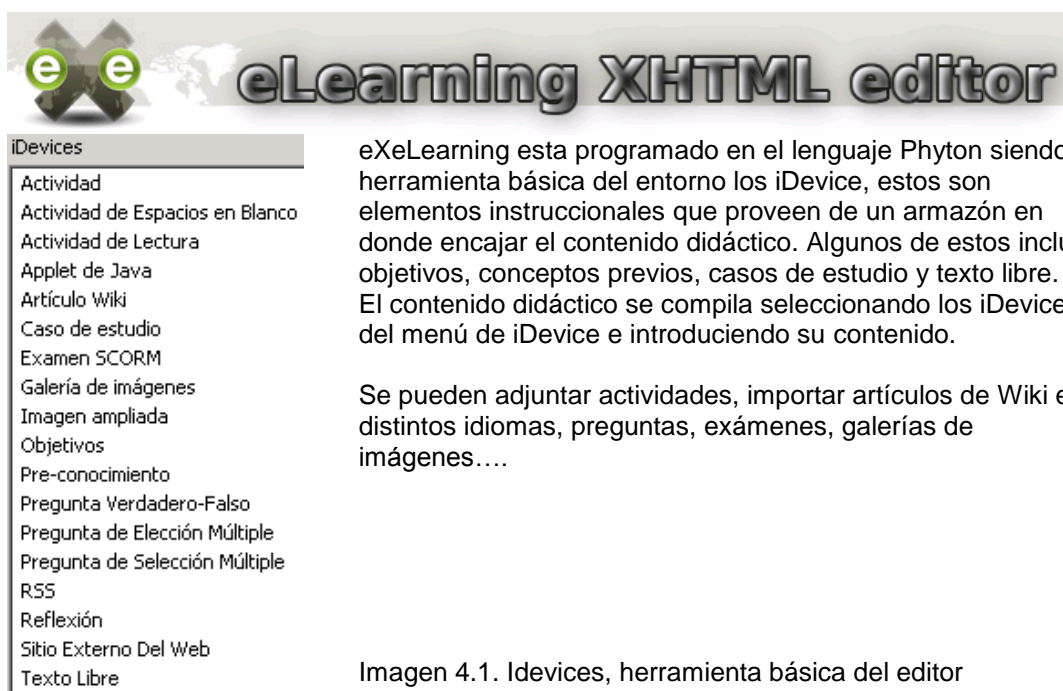 eXe eLearning XHTML editor
iDevices
Actividad
Actividad de Espacios en Blanco
Actividad de Lectura
Applet de Java
Artículo Wiki
Caso de estudio
Examen SCORM
Galería de imágenes
Imagen ampliada
Objetivos
Pre-conocimiento
Pregunta Verdadero-Falso
Pregunta de Elección Múltiple
Pregunta de Selección Múltiple
RSS
Reflexión
Sitio Externo Del Web
Texto Libre
eXeLearning esta programado en el lenguaje Phyton siendo
herramienta básica del entorno los iDevice, estos son
elementos instruccionales que proveen de un armazón en
donde encajar el contenido didáctico. Algunos de estos
objetivos, conceptos previos, casos de estudio y texto libre.
El contenido didáctico se compila seleccionando los iDevice
del menú de iDevice e introduciendo su contenido.
Se pueden adjuntar actividades, importar artículos de Wiki
distintos idiomas, preguntas, exámenes, galerías de
imágenes….
Imagen 4.1. Idevices, herramienta básica del editor